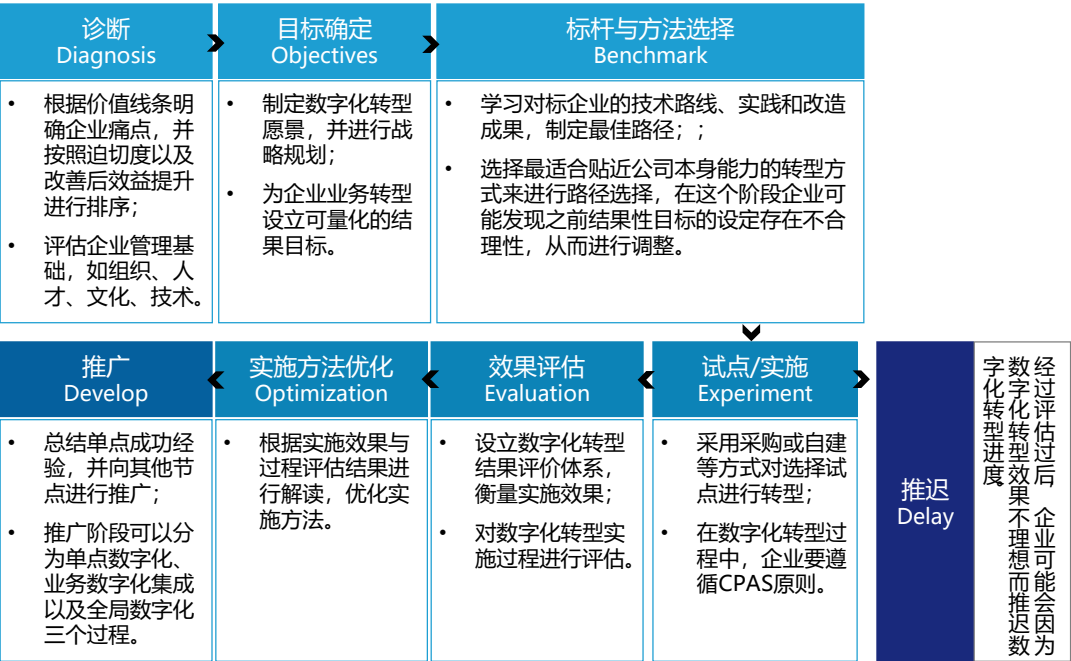 诊断
Diagnosis
目标确定
Objectives
标杆与方法选择
Benchmark
• 根据价值线条明
确企业痛点，并
按照迫切度以及
改善后效益提升
进行排序；
• 评估企业管理基
础，如组织、人
才、文化、技术。
• 制定数字化转型
愿景，并进行战
略规划；
• 为企业业务转型
设立可量化的结
果目标。
• 学习对标企业的技术路线、实践和改造
成果，制定最佳路径；；
• 选择最适合贴近公司本身能力的转型方
式来进行路径选择，在这个阶段企业可
能发现之前结果性目标的设定存在不合
理性，从而进行调整。
推广
Develop
实施方法优化
Optimization
效果评估
Evaluation
试点/实施
Experiment
• 总结单点成功经
验，并向其他节
点进行推广；
• 推广阶段可以分
为单点数字化、
业务数字化集成
以及全局数字化
三个过程。
• 根据实施效果与
过程评估结果进
行解读，优化实
施方法。
• 设立数字化转型
结果评价体系，
衡量实施效果；
• 对数字化转型实
施过程进行评估。
• 采用采购或自建
等方式对选择试
点进行转型；
• 在数字化转型过
程中，企业要遵
循CPAS原则。
推迟
Delay
经过评估过后，企业可能会因为
数字化转型效果不理想而推迟数
字化转型进度。